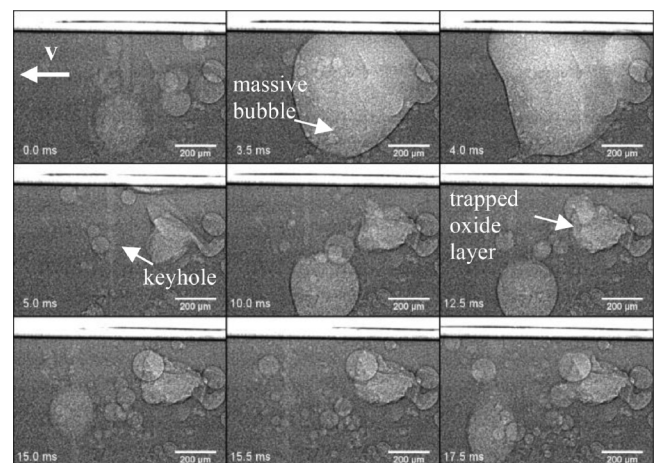 v
massive
bubble
0.0 ms
200 µm
3.5 ms
200 µm
4.0 ms
200 µm
keyhole
5.0 ms
200 µm
10.0 ms
200 µm
trapped
oxide
layer
12.5 ms
200 µm
15.0 ms
200 µm
15.5 ms
200 µm
17.5 ms
200 µm